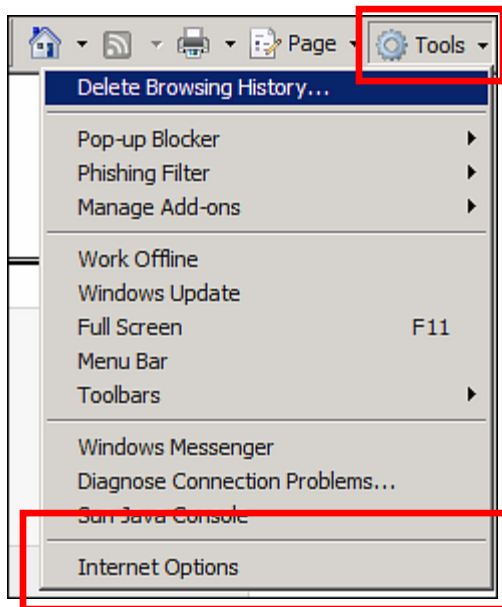 Page Tools
Delete Browsing History...
Pop-up Blocker
Phishing Filter
Manage Add-ons
Work Offline
Windows Update
Full Screen F11
Menu Bar
Toolbars
Windows Messenger
Diagnose Connection Problems...
Sun Java Console
Internet Options